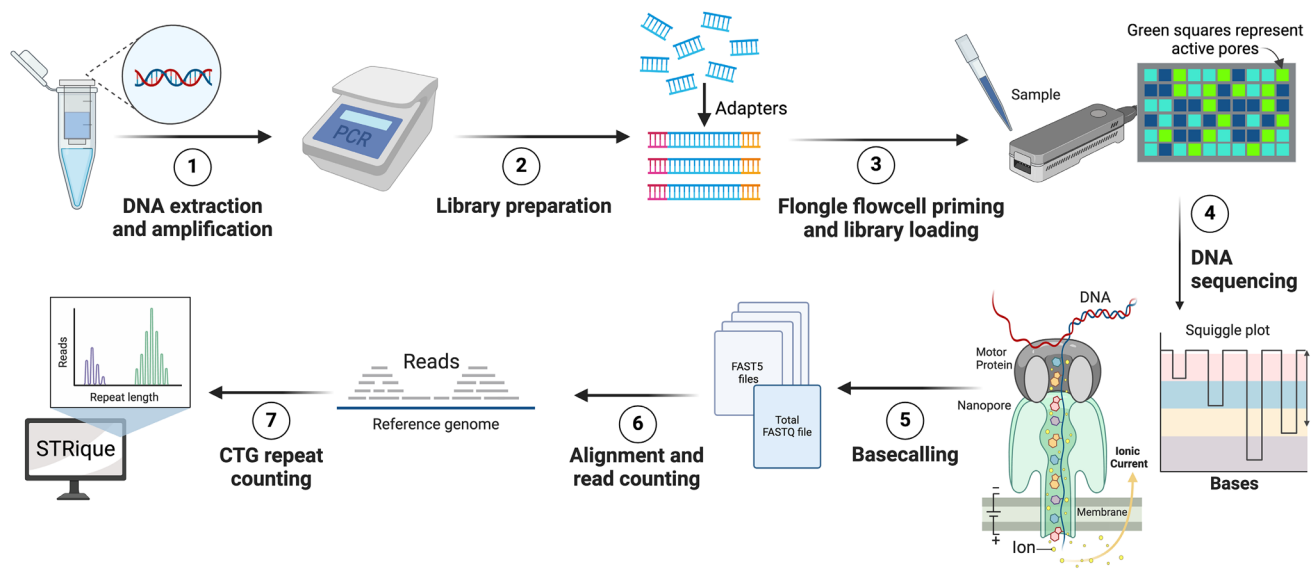 1
DNA extraction
and amplification
PCR
2
Library preparation
Adapters
3
Flongle flowcell priming
and library loading
Sample
Green squares represent
active pores
4
DNA
sequencing
Squiggle plot
Bases
DNA
Motor
Protein
Nanopore
Ionic
Current
Membrane
−
+
Ion
5
Basecalling
FAST5
files
Total
FASTQ file
6
Alignment and
read counting
Reads
Reference genome
7
CTG repeat
counting
Reads
Repeat length
STRique